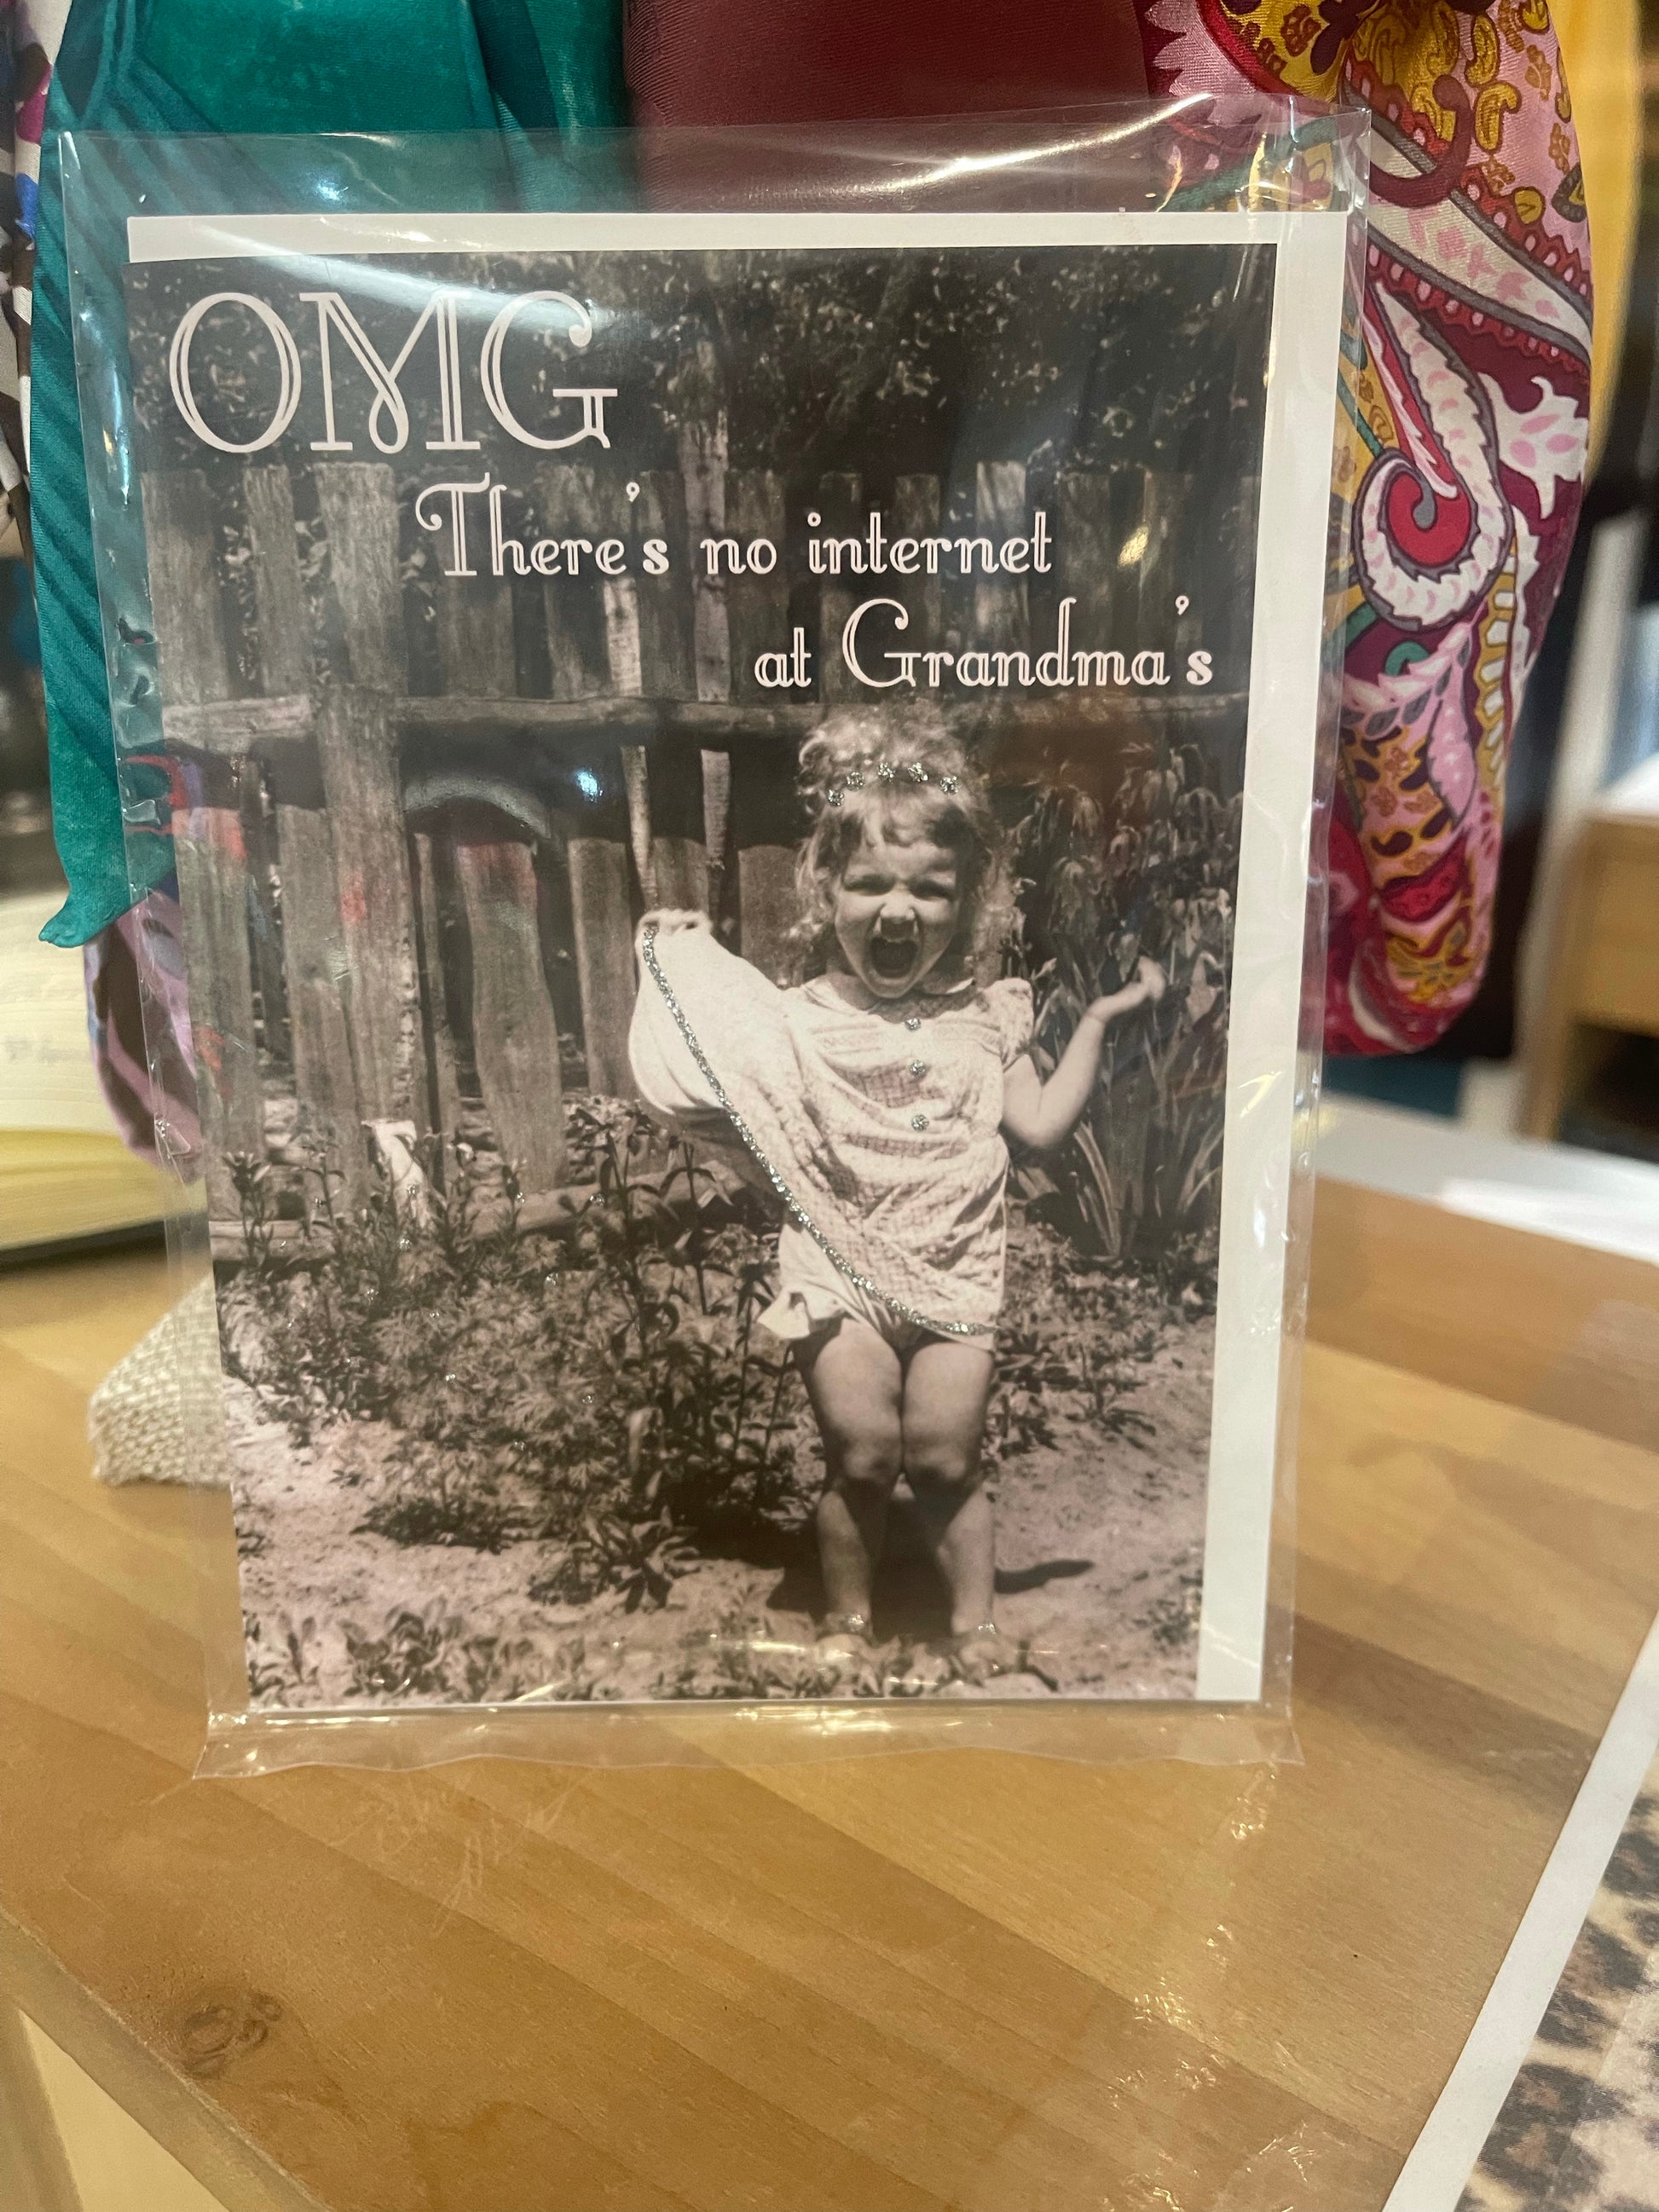 OMG
There's no internet
at Grandma's